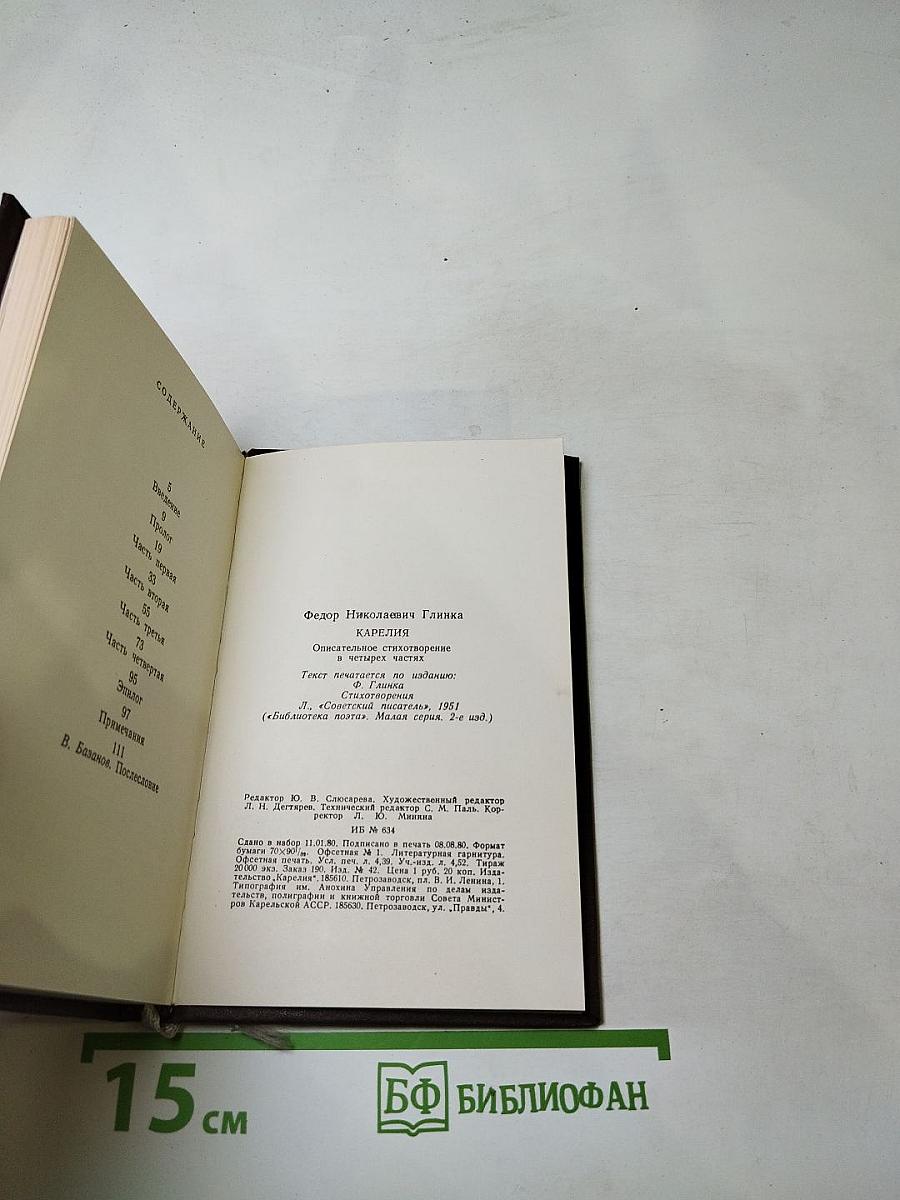 СОДЕРЖАНИЕ
5
Введение
9
Пролог
19
Часть первая
33
Часть вторая
55
Часть третья
73
Часть четвертая
95
Эпилог
97
Примечания
111
В. Базанов. Послесловие
Федор Николаевич Глинка
КАРЕЛИЯ
Описательное стихотворение
в четырех частях
Текст печатается по изданию:
Ф. Глинка
Стихотворения
Л., «Советский писатель», 1951
(«Библиотека поэта». Малая серия. 2-е изд.)
Редактор Ю. В. Слюсарева. Художественный редактор
Л. Н. Дегтярев. Технический редактор С. М. Паль. Кор-
ректор Л. Ю. Минина
ИБ № 634
Сдано в набор 11.01.80. Подписано в печать 08.08.80. Формат
бумаги 70×90¹/₃₂. Офсетная № 1. Литературная гарнитура.
Офсетная печать. Усл. печ. л. 4,39. Уч.-изд. л. 4,52. Тираж
20 000 экз. Заказ 190. Изд. № 42. Цена 1 руб. 20 коп. Изда-
тельство „Карелия". 185610. Петрозаводск, пл. В. И. Ленина, 1.
Типография им. Анохина Управления по делам изда-
тельств, полиграфии и книжной торговли Совета Минист-
ров Карельской АССР. 185630. Петрозаводск, ул. „Правды", 4.
15 см
БФ БИБЛИОФАН